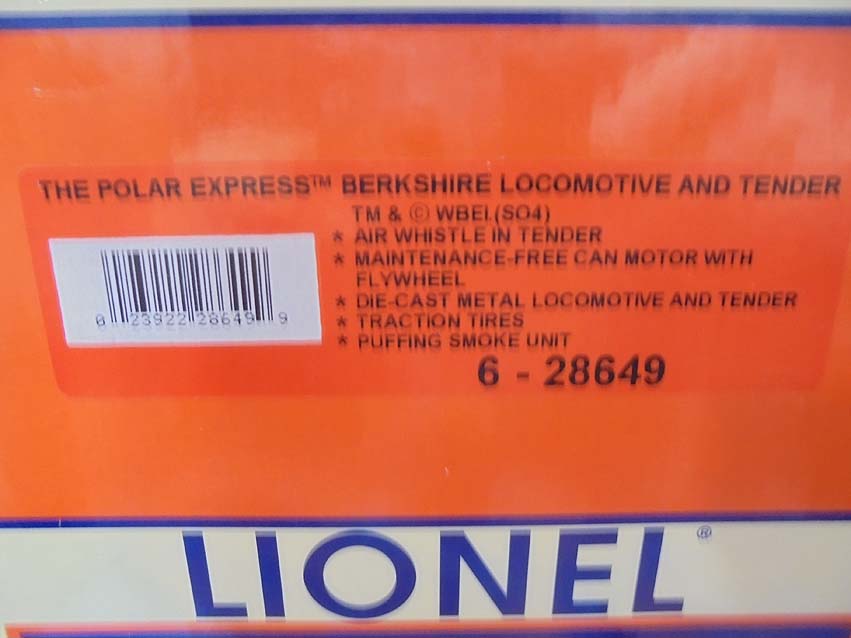 THE POLAR EXPRESS™ BERKSHIRE LOCOMOTIVE AND TENDER
TM & © WBEI.(SO4)
* AIR WHISTLE IN TENDER
* MAINTENANCE-FREE CAN MOTOR WITH
FLYWHEEL
* DIE-CAST METAL LOCOMOTIVE AND TENDER
* TRACTION TIRES
* PUFFING SMOKE UNIT
6 - 28649
0 23922 28649 9
LIONEL®